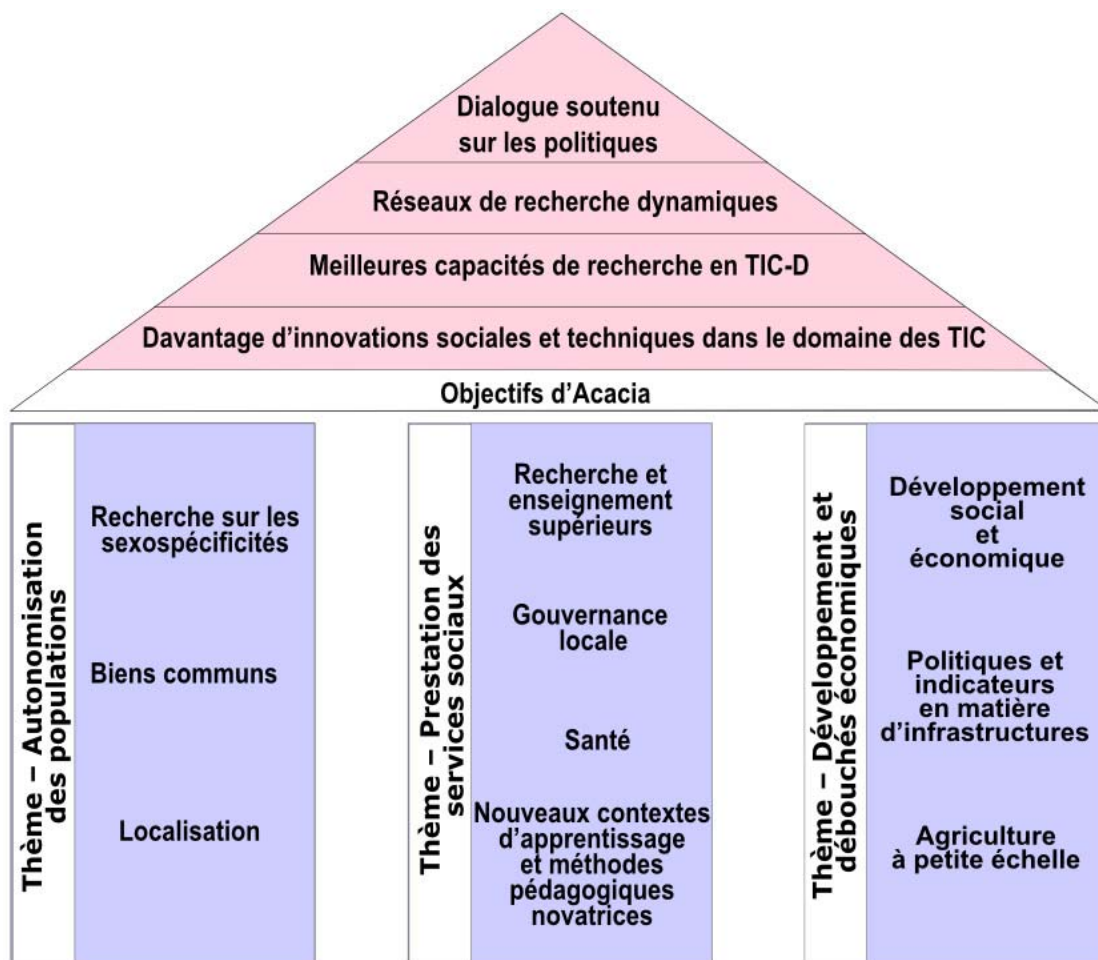 Dialogue soutenu
sur les politiques
Réseaux de recherche dynamiques
Meilleures capacités de recherche en TIC-D
Davantage d'innovations sociales et techniques dans le domaine des TIC
Objectifs d'Acacia
Thème – Autonomisation
des populations
Recherche sur les
sexospécificités
Biens communs
Localisation
Thème – Prestation des
services sociaux
Recherche et
enseignement
supérieurs
Gouvernance
locale
Santé
Nouveaux contextes
d'apprentissage
et méthodes
pédagogiques
novatrices
Thème – Développement et
débouchés économiques
Développement
social
et
économique
Politiques et
indicateurs
en matière
d'infrastructures
Agriculture
à petite échelle